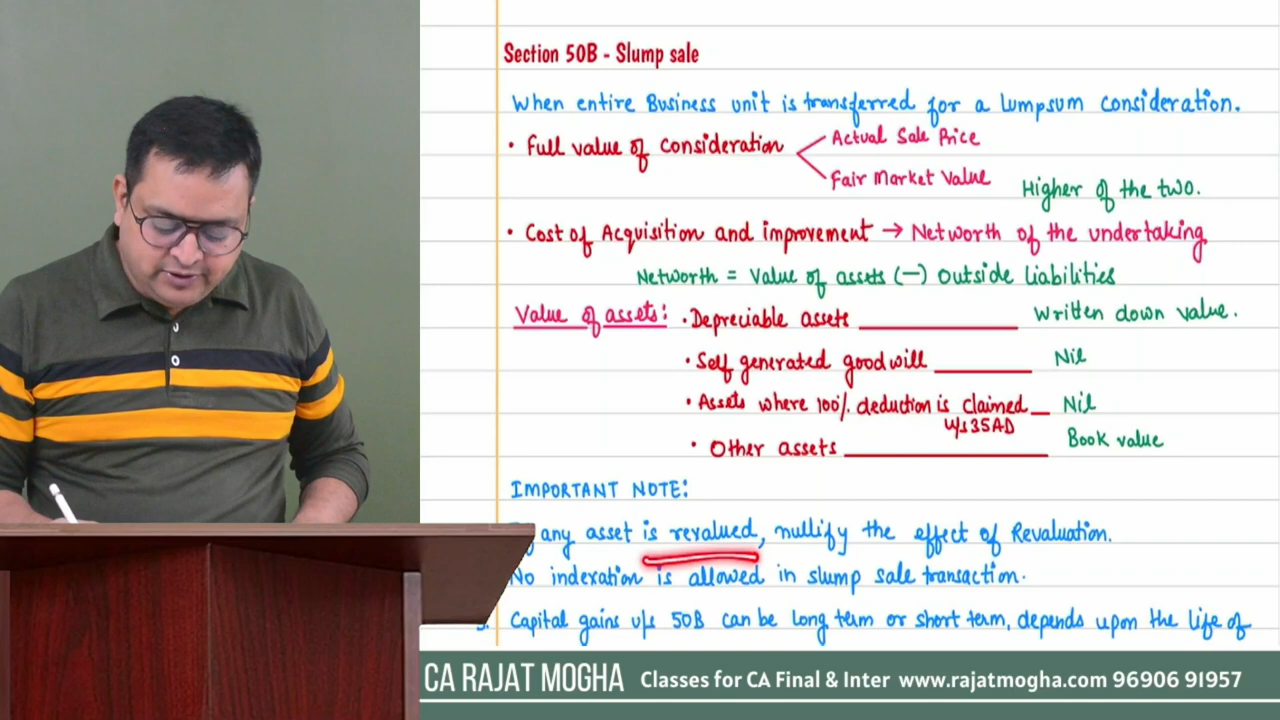 Section 50B - Slump sale
When entire Business unit is transferred for a lumpsum consideration.
• Full value of consideration
Actual Sale Price
Fair Market Value
Higher of the two.
• Cost of Acquisition and improvement → Networth of the undertaking
Networth = Value of assets (–) Outside liabilities
Value of assets: • Depreciable assets ____ Written down value.
• Self generated goodwill ____ Nil
• Assets where 100% deduction is claimed __ Nil
u/s 35AD
• Other assets ____ Book value
IMPORTANT NOTE:
any asset is revalued, nullify the effect of Revaluation.
No indexation is allowed in slump sale transaction.
Capital gains u/s 50B can be long term or short term, depends upon the life of
CA RAJAT MOGHA Classes for CA Final & Inter www.rajatmogha.com 96906 91957